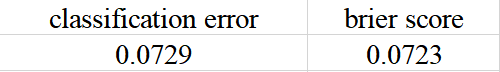 classification error brier score
0.0729 0.0723